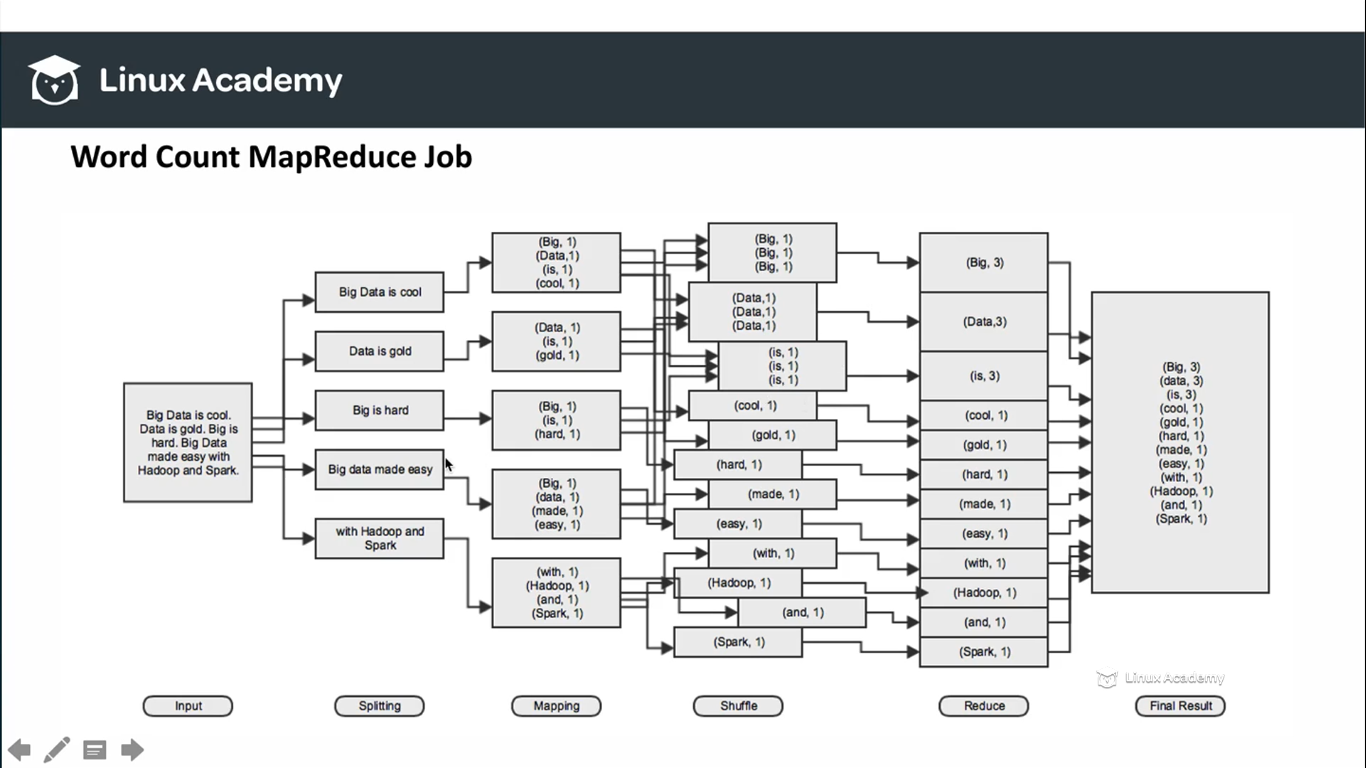 Linux Academy
Word Count MapReduce Job
Big Data is cool.
Data is gold. Big is
hard. Big Data
made easy with
Hadoop and Spark.
Big Data is cool
Data is gold
Big is hard
Big data made easy
with Hadoop and
Spark
(Big, 1)
(Data,1)
(is, 1)
(cool, 1)
(Data, 1)
(is, 1)
(gold, 1)
(Big, 1)
(is, 1)
(hard, 1)
(Big, 1)
(data, 1)
(made, 1)
(easy, 1)
(with, 1)
(Hadoop, 1)
(and, 1)
(Spark, 1)
(Big, 1)
(Big, 1)
(Big, 1)
(Data,1)
(Data,1)
(Data,1)
(is, 1)
(is, 1)
(is, 1)
(cool, 1)
(gold, 1)
(hard, 1)
(made, 1)
(easy, 1)
(with, 1)
(Hadoop, 1)
(and, 1)
(Spark, 1)
(Big, 3)
(Data,3)
(is, 3)
(cool, 1)
(gold, 1)
(hard, 1)
(made, 1)
(easy, 1)
(with, 1)
(Hadoop, 1)
(and, 1)
(Spark, 1)
(Big, 3)
(data, 3)
(is, 3)
(cool, 1)
(gold, 1)
(hard, 1)
(made, 1)
(easy, 1)
(with, 1)
(Hadoop, 1)
(and, 1)
(Spark, 1)
Linux Academy
Input
Splitting
Mapping
Shuffle
Reduce
Final Result